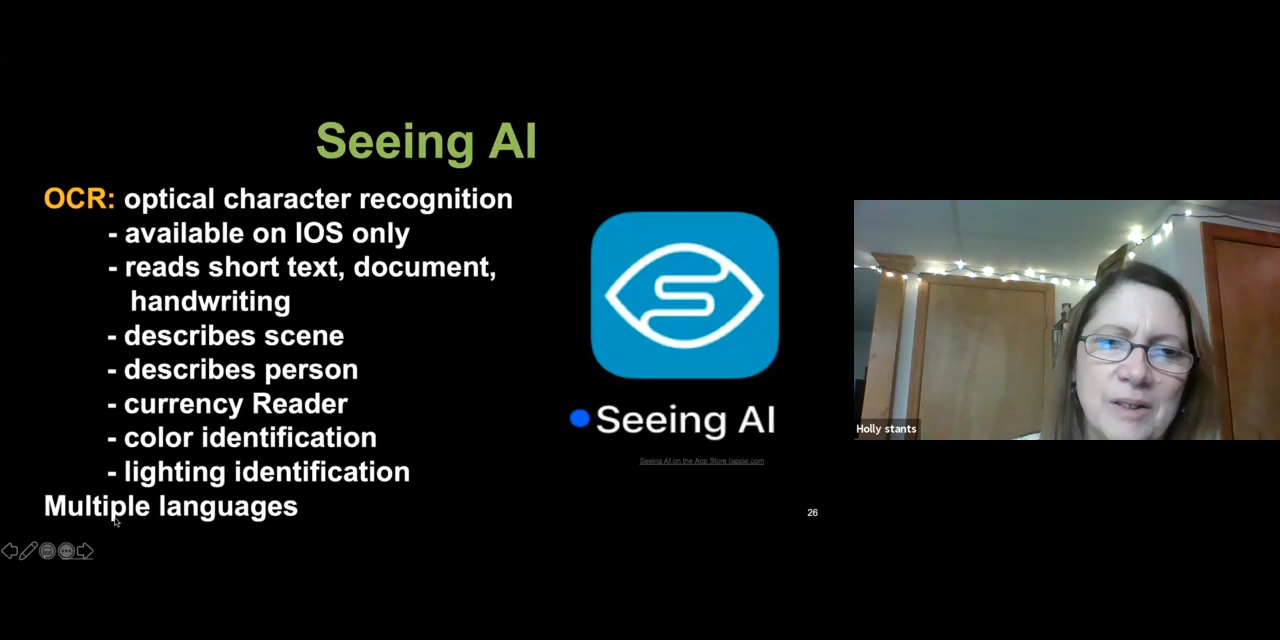 Seeing AI
OCR: optical character recognition
- available on IOS only
- reads short text, document,
handwriting
- describes scene
- describes person
- currency Reader
- color identification
- lighting identification
Multiple languages
Seeing AI
Seeing AI on the App Store (apple.com
26
Holly stants